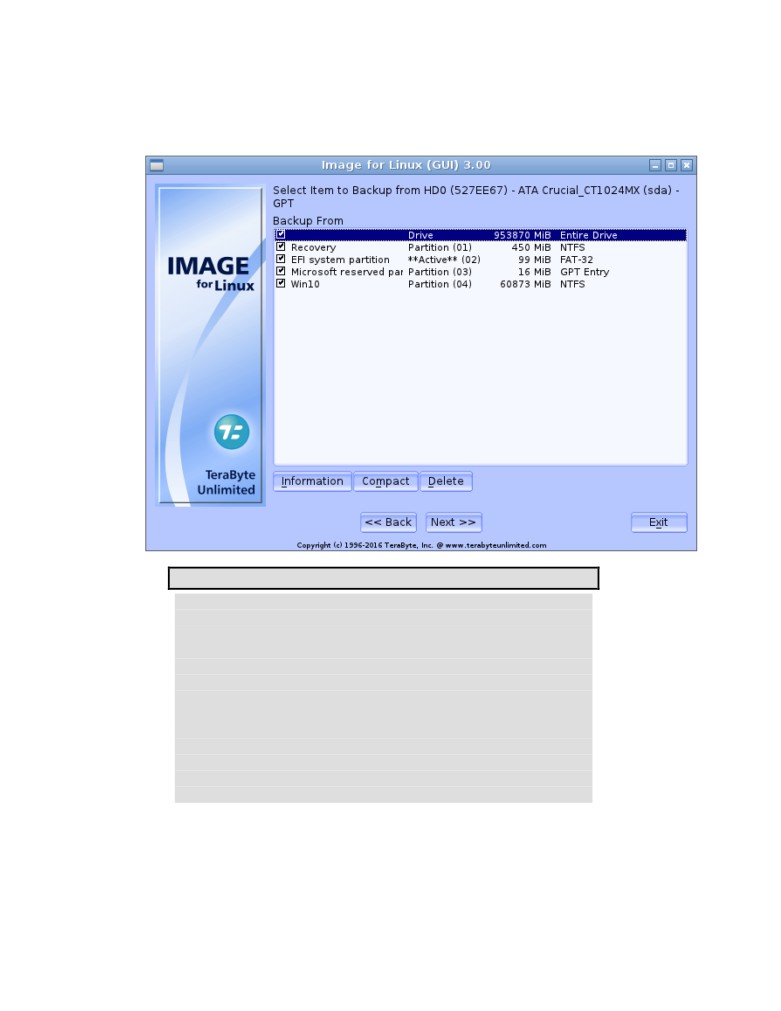 Image for Linux (GUI) 3.00
Select Item to Backup from HD0 (527EE67) - ATA Crucial_CT1024MX (sda) -
GPT
Backup From
Drive 953870 MiB Entire Drive
Recovery Partition (01) 450 MiB NTFS
EFI system partition **Active** (02) 99 MiB FAT-32
Microsoft reserved par Partition (03) 16 MiB GPT Entry
Win10 Partition (04) 60873 MiB NTFS
IMAGE
for Linux
TeraByte
Unlimited
Information Compact Delete
<< Back Next >> Exit
Copyright (c) 1996-2016 TeraByte, Inc. @ www.terabyteunlimited.com